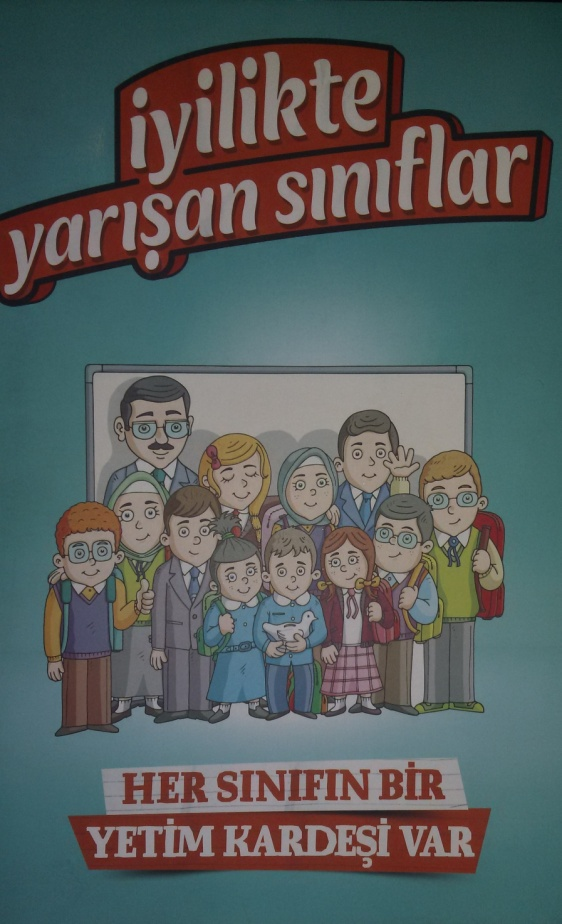 iyilikte
yarışan sınıflar
HER SINIFIN BİR
YETİM KARDEŞİ VAR